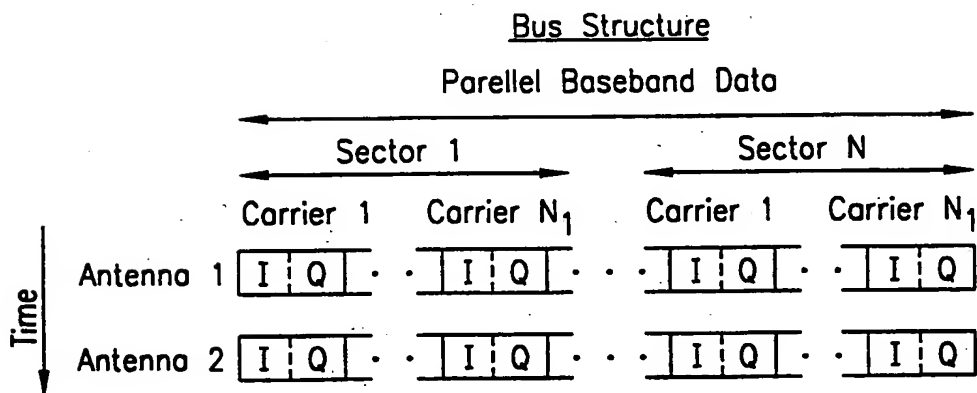 Bus Structure
Parellel Baseband Data
Sector 1 Sector N
Carrier 1 Carrier N₁ Carrier 1 Carrier N₁
Antenna 1 I Q · · I Q · · · I Q · · I Q
Time
Antenna 2 I Q · · I Q · · · I Q · · I Q